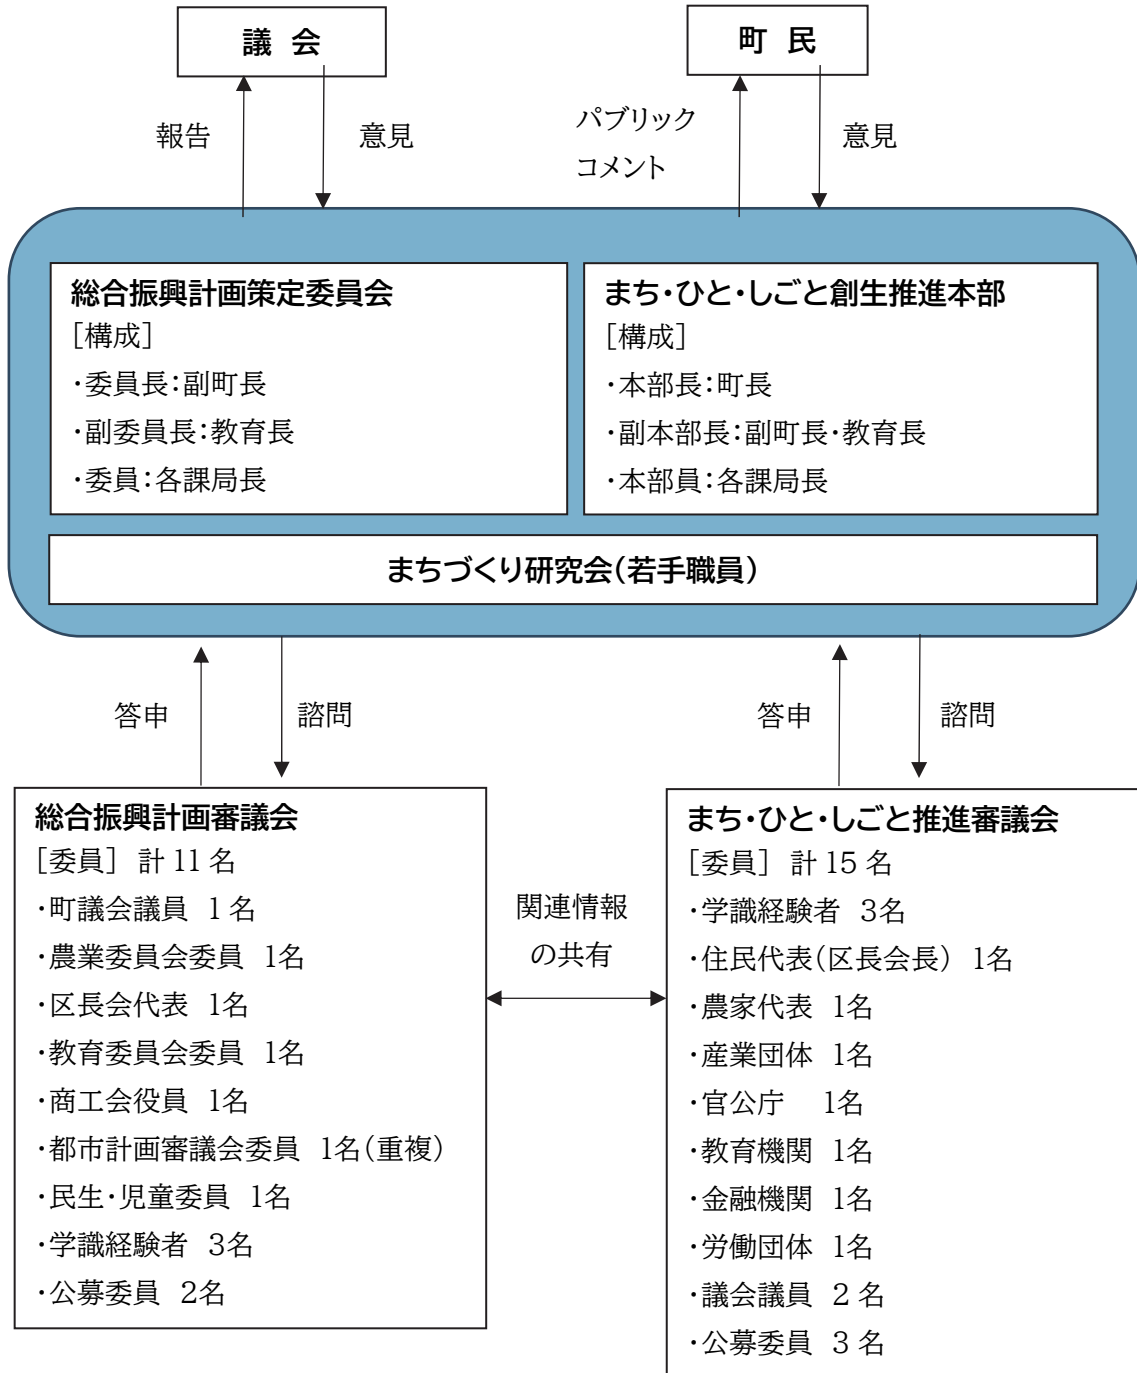 議 会
町 民
報告
意見
パブリック
コメント
意見
総合振興計画策定委員会
[構成]
・委員長:副町長
・副委員長:教育長
・委員:各課局長
まち・ひと・しごと創生推進本部
[構成]
・本部長:町長
・副本部長:副町長・教育長
・本部員:各課局長
まちづくり研究会(若手職員)
答申
諮問
答申
諮問
総合振興計画審議会
[委員] 計 11 名
・町議会議員 1 名
・農業委員会委員 1名
・区長会代表 1名
・教育委員会委員 1名
・商工会役員 1名
・都市計画審議会委員 1名(重複)
・民生・児童委員 1名
・学識経験者 3名
・公募委員 2名
関連情報
の共有
まち・ひと・しごと推進審議会
[委員] 計 15 名
・学識経験者 3名
・住民代表(区長会長) 1名
・農家代表 1名
・産業団体 1名
・官公庁 1名
・教育機関 1名
・金融機関 1名
・労働団体 1名
・議会議員 2 名
・公募委員 3 名